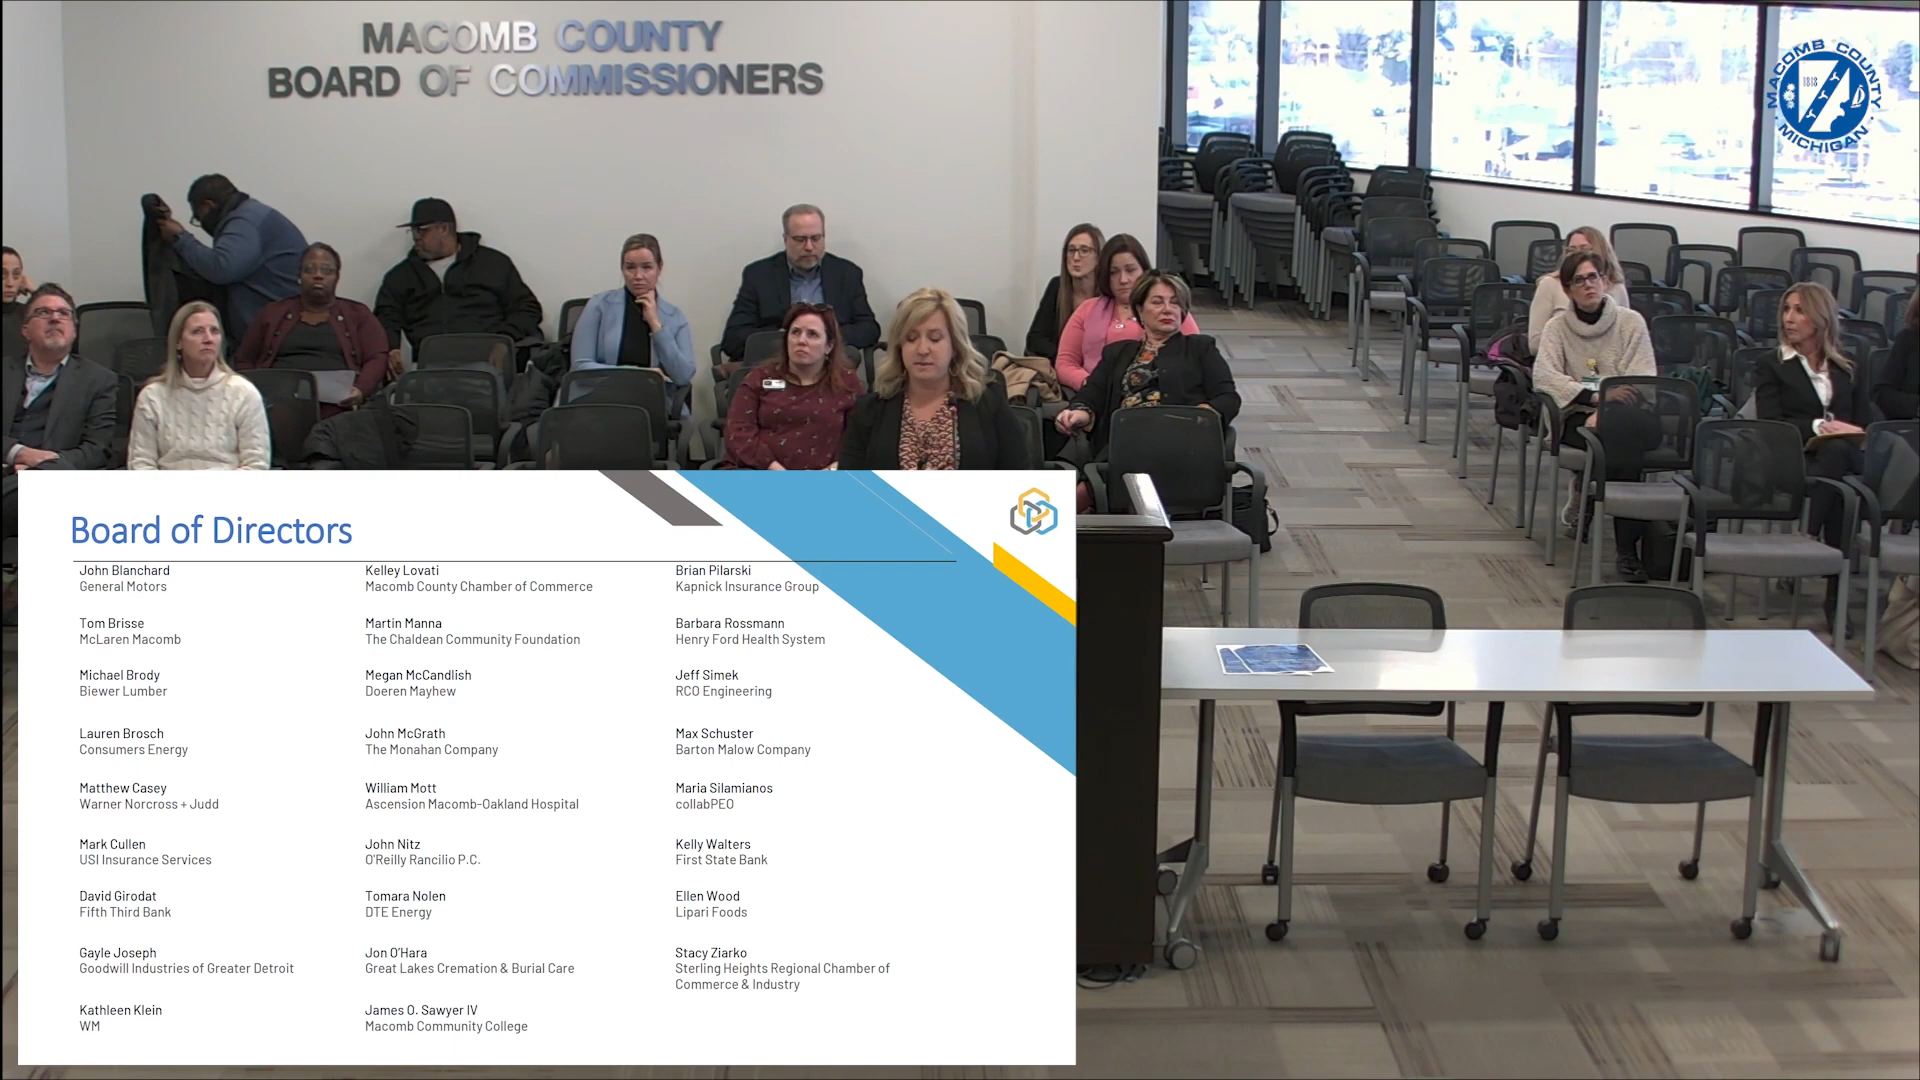 MACOMB COUNTY
BOARD OF COMMISSIONERS
MACOMB COUNTY
1818
MICHIGAN
Board of Directors
John Blanchard
General Motors
Tom Brisse
McLaren Macomb
Michael Brody
Biewer Lumber
Lauren Brosch
Consumers Energy
Matthew Casey
Warner Norcross + Judd
Mark Cullen
USI Insurance Services
David Girodat
Fifth Third Bank
Gayle Joseph
Goodwill Industries of Greater Detroit
Kathleen Klein
WM
Kelley Lovati
Macomb County Chamber of Commerce
Martin Manna
The Chaldean Community Foundation
Megan McCandlish
Doeren Mayhew
John McGrath
The Monahan Company
William Mott
Ascension Macomb-Oakland Hospital
John Nitz
O'Reilly Rancilio P.C.
Tomara Nolen
DTE Energy
Jon O’Hara
Great Lakes Cremation & Burial Care
James O. Sawyer IV
Macomb Community College
Brian Pilarski
Kapnick Insurance Group
Barbara Rossmann
Henry Ford Health System
Jeff Simek
RCO Engineering
Max Schuster
Barton Malow Company
Maria Silamianos
collabPEO
Kelly Walters
First State Bank
Ellen Wood
Lipari Foods
Stacy Ziarko
Sterling Heights Regional Chamber of
Commerce & Industry